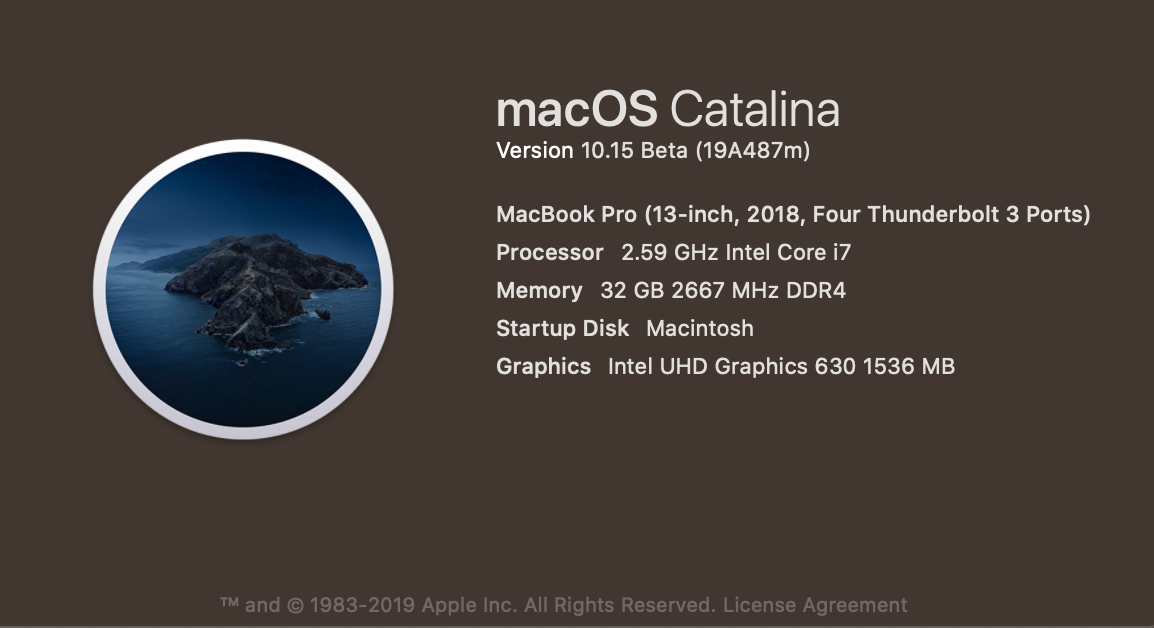 macOS Catalina
Version 10.15 Beta (19A487m)
MacBook Pro (13-inch, 2018, Four Thunderbolt 3 Ports)
Processor 2.59 GHz Intel Core i7
Memory 32 GB 2667 MHz DDR4
Startup Disk Macintosh
Graphics Intel UHD Graphics 630 1536 MB
™ and © 1983-2019 Apple Inc. All Rights Reserved. License Agreement